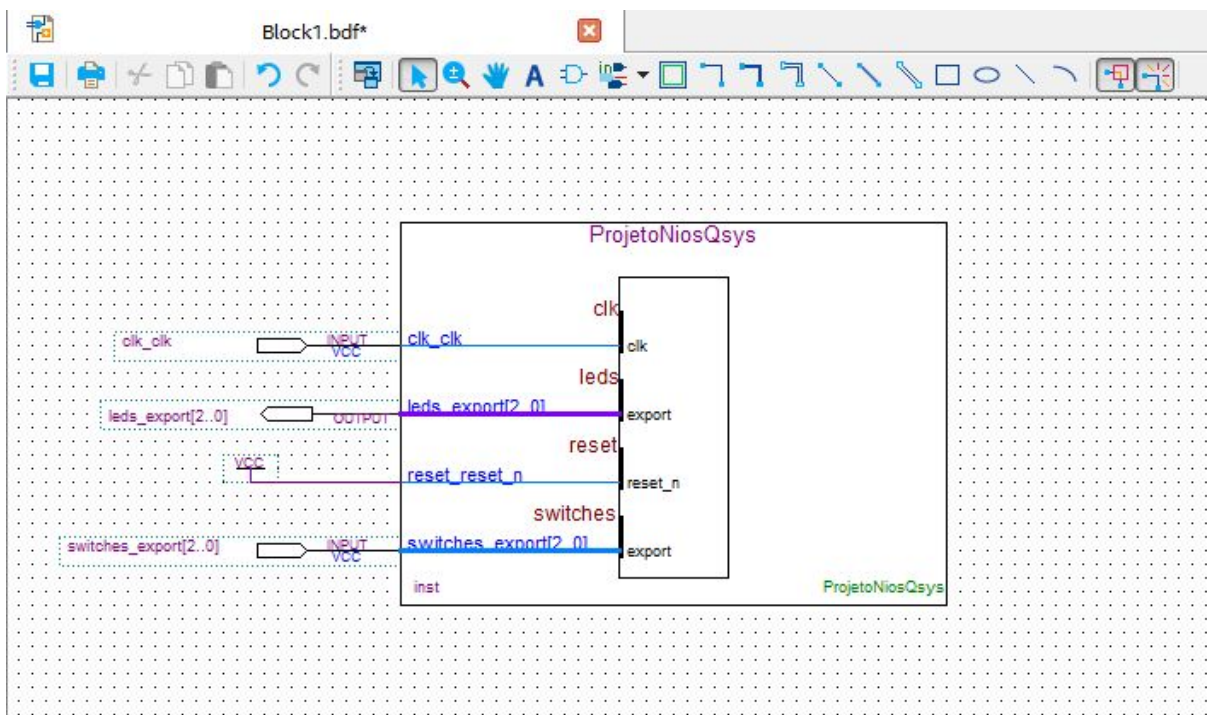 Block1.bdf*
A
in
ProjetoNiosQsys
clk
clk_clk
INPUT
VCC
clk_clk
clk
leds
leds_export[2..0]
OUTPUT
leds_export[2..0]
export
reset
VCC
reset_reset_n
reset_n
switches
switches_export[2..0]
INPUT
VCC
switches_export[2..0]
export
inst
ProjetoNiosQsys